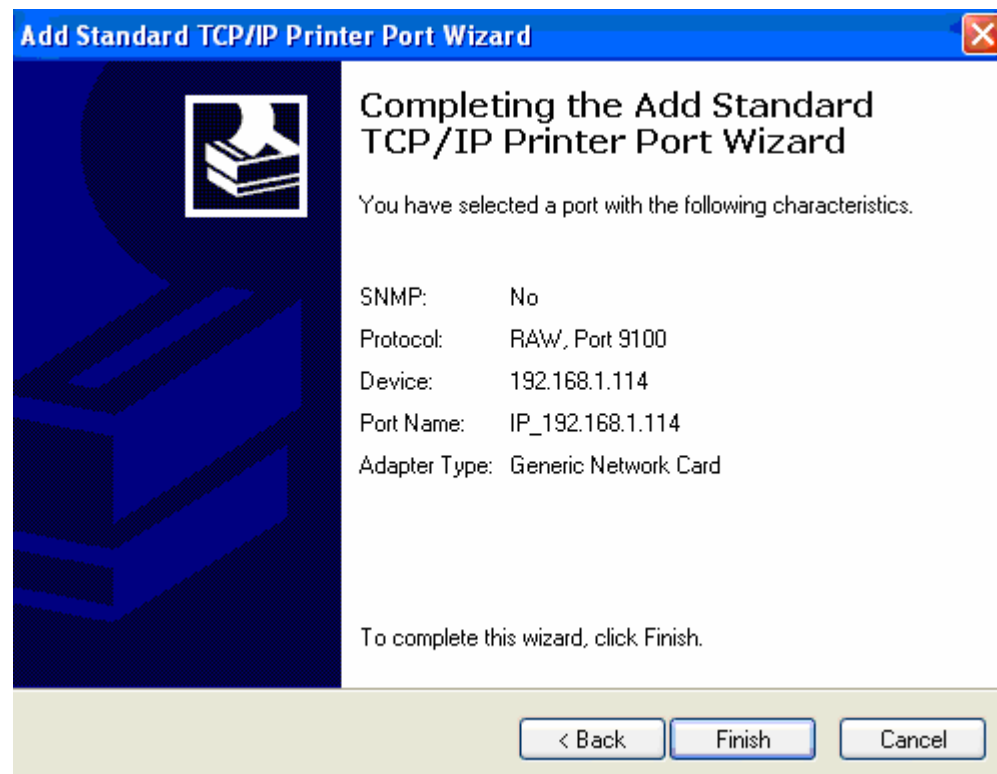 Add Standard TCP/IP Printer Port Wizard
Completing the Add Standard
TCP/IP Printer Port Wizard
You have selected a port with the following characteristics.
SNMP: No
Protocol: RAW, Port 9100
Device: 192.168.1.114
Port Name: IP_192.168.1.114
Adapter Type: Generic Network Card
To complete this wizard, click Finish.
< Back Finish Cancel